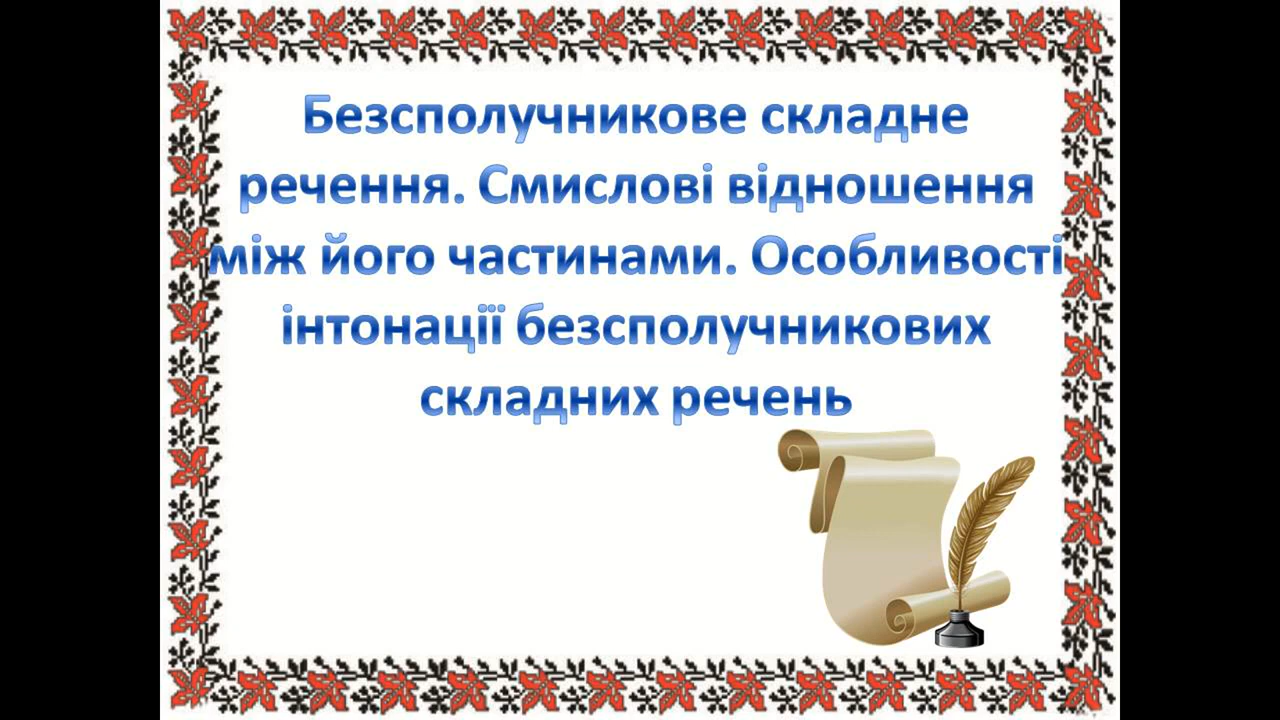 Безсполучникове складне
речення. Смислові відношення
між його частинами. Особливості
інтонації безсполучникових
складних речень